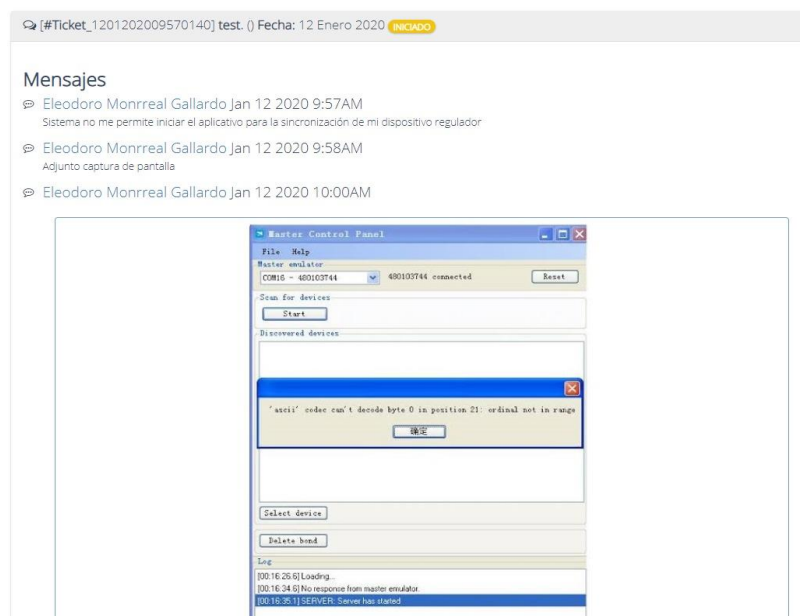 [#Ticket_1201202009570140] test. () Fecha: 12 Enero 2020 INICIADO
Mensajes
Eleodoro Monrreal Gallardo Jan 12 2020 9:57AM
Sistema no me permite iniciar el aplicativo para la sincronización de mi dispositivo regulador
Eleodoro Monrreal Gallardo Jan 12 2020 9:58AM
Adjunto captura de pantalla
Eleodoro Monrreal Gallardo Jan 12 2020 10:00AM
Master Control Panel
File Help
Master emulator
COM16 - 480103744 480103744 connected Reset
Scan for devices
Start
Discovered devices
'ascii' codec can't decode byte 0 in position 21: ordinal not in range
确定
Select device
Delete bond
Log
[00:16:26.6] Loading...
[00:16:34.6] No response from master emulator.
[00:16:35.1] SERVER: Server has started